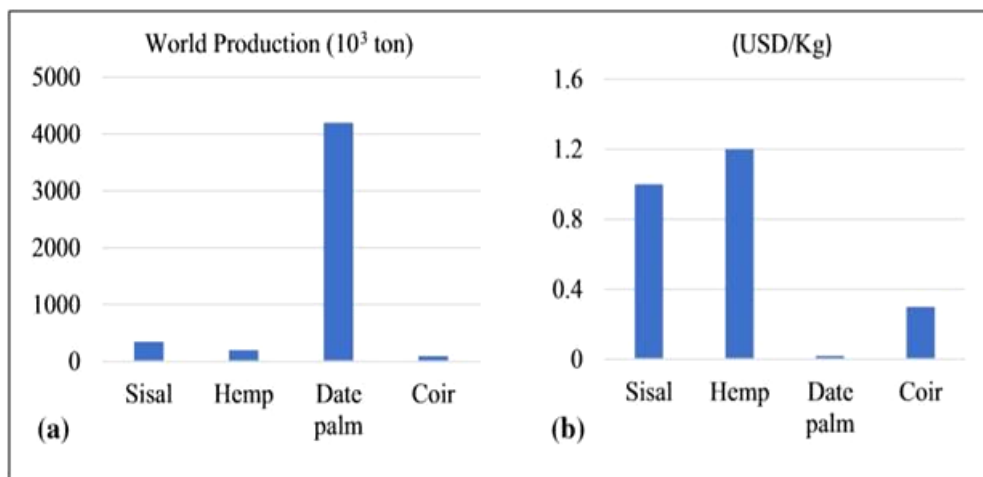 World Production (10³ ton)
5000
4000
3000
2000
1000
0
Sisal Hemp Date palm Coir
(a)
(USD/Kg)
1.6
1.2
0.8
0.4
0
Sisal Hemp Date palm Coir
(b)